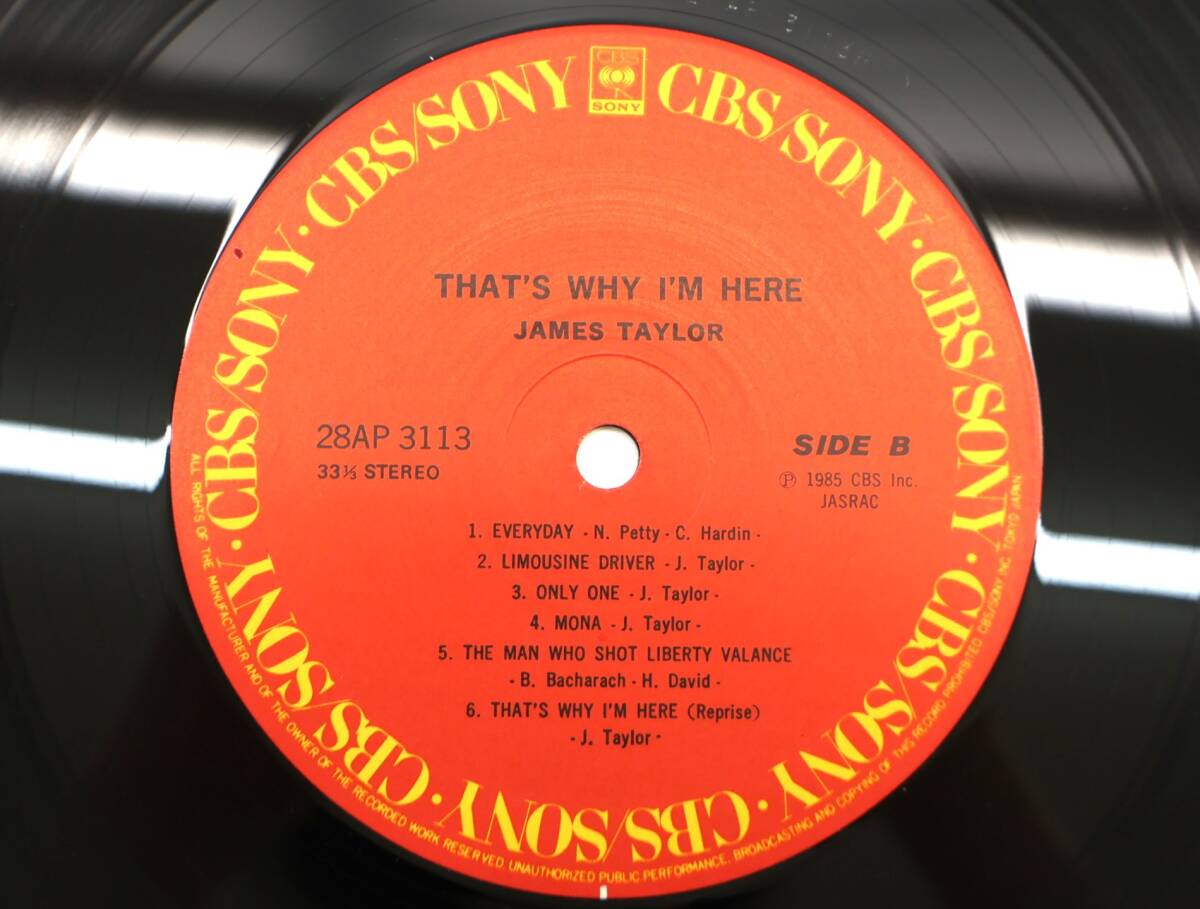 CBS
SONY
CBS/SONY · CBS/SONY · CBS/SONY · CBS/SONY · CBS/SONY · CBS/SONY · CBS/SONY · CBS/SONY · CBS/SONY · CBS/SONY
THAT'S WHY I'M HERE
JAMES TAYLOR
28AP 3113
33⅓ STEREO
SIDE B
Ⓟ 1985 CBS Inc.
JASRAC
1. EVERYDAY - N. Petty - C. Hardin -
2. LIMOUSINE DRIVER - J. Taylor -
3. ONLY ONE - J. Taylor -
4. MONA - J. Taylor -
5. THE MAN WHO SHOT LIBERTY VALANCE
- B. Bacharach - H. David -
6. THAT'S WHY I'M HERE (Reprise)
- J. Taylor -
ALL RIGHTS OF THE MANUFACTURER AND OF THE OWNER OF THE RECORDED WORK RESERVED. UNAUTHORIZED PUBLIC PERFORMANCE, BROADCASTING AND COPYING OF THIS RECORD PROHIBITED. CBS/SONY INC. TOKYO JAPAN